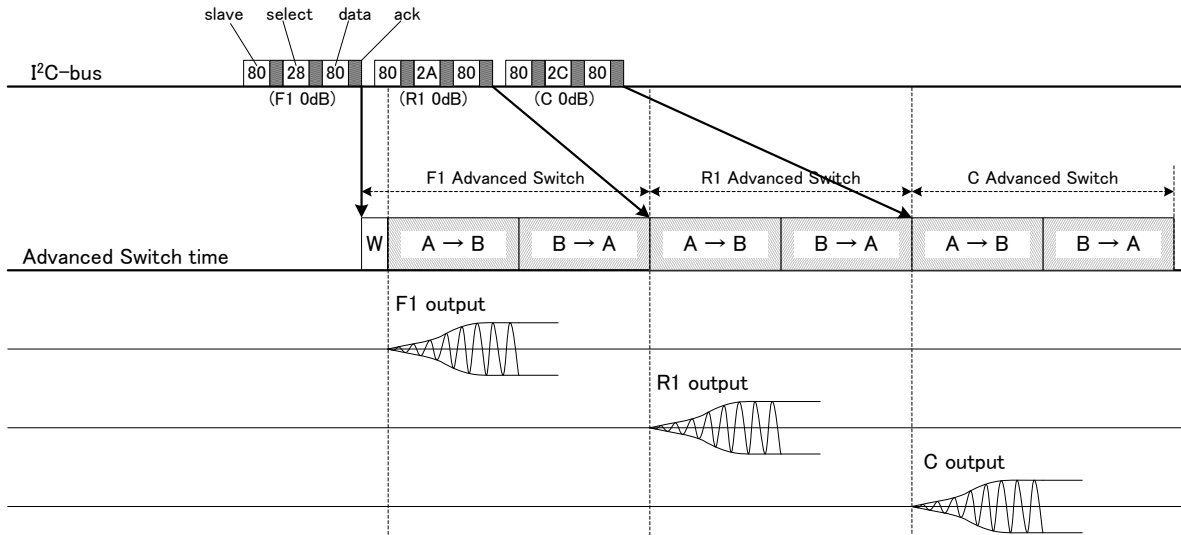 slave select data ack
I²C-bus
80 28 80 80 2A 80 80 2C 80
(F1 0dB) (R1 0dB) (C 0dB)
F1 Advanced Switch R1 Advanced Switch C Advanced Switch
Advanced Switch time W A → B B → A A → B B → A A → B B → A
F1 output
R1 output
C output